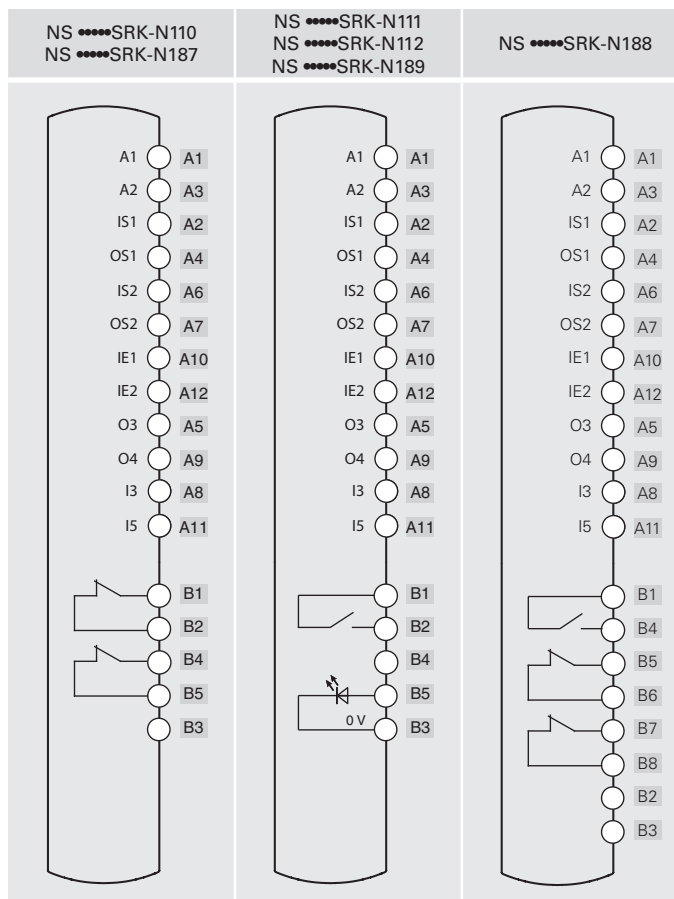 NS •••••SRK-N110
NS •••••SRK-N187
NS •••••SRK-N111
NS •••••SRK-N112
NS •••••SRK-N189
NS •••••SRK-N188
A1 A1
A2 A3
IS1 A2
OS1 A4
IS2 A6
OS2 A7
IE1 A10
IE2 A12
O3 A5
O4 A9
I3 A8
I5 A11
B1
B2
B4
B5
B3
A1 A1
A2 A3
IS1 A2
OS1 A4
IS2 A6
OS2 A7
IE1 A10
IE2 A12
O3 A5
O4 A9
I3 A8
I5 A11
B1
B2
B4
B5
0 V B3
A1 A1
A2 A3
IS1 A2
OS1 A4
IS2 A6
OS2 A7
IE1 A10
IE2 A12
O3 A5
O4 A9
I3 A8
I5 A11
B1
B4
B5
B6
B7
B8
B2
B3